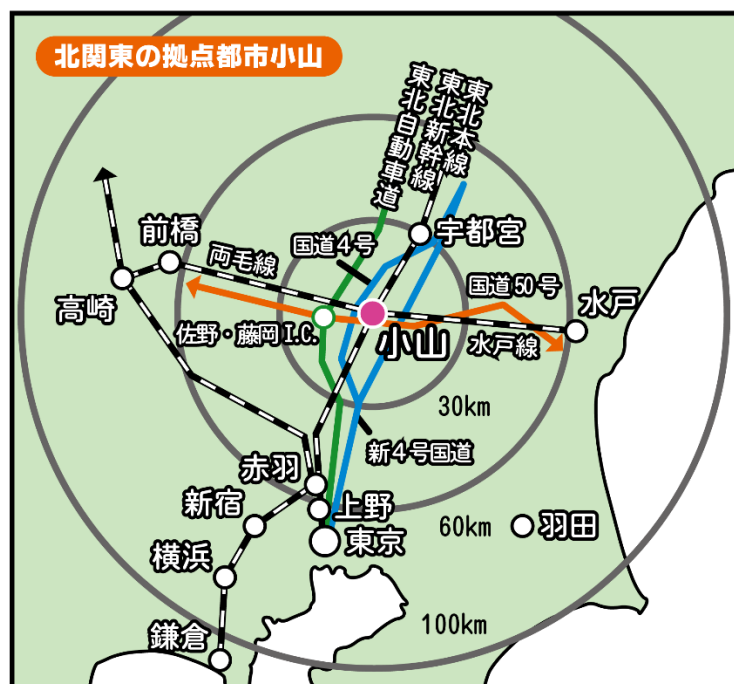 北関東の拠点都市小山
東北本線
東北新幹線
東北自動車道
前橋
両毛線
国道4号
宇都宮
高崎
国道50号
水戸
佐野・藤岡I.C.
小山
水戸線
30km
新4号国道
赤羽
新宿
上野
60km
羽田
東京
横浜
100km
鎌倉